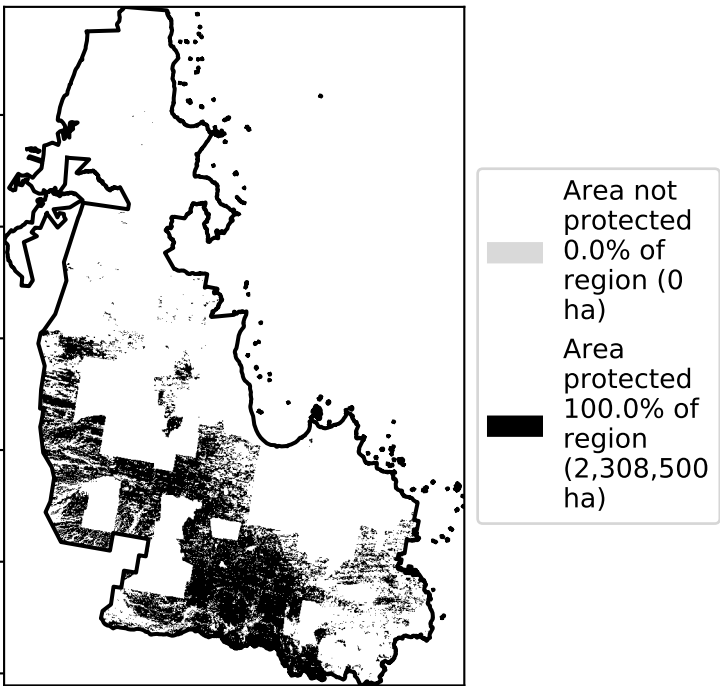 Area not
protected
0.0% of
region (0
ha)
Area
protected
100.0% of
region
(2,308,500
ha)